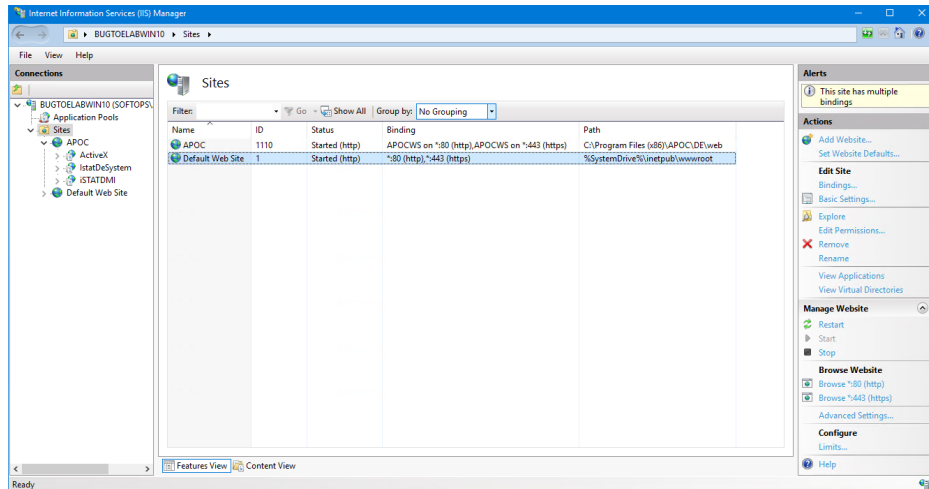 Internet Information Services (IIS) Manager
BUGTOELABWIN10 Sites
File View Help
Connections
BUGTOELABWIN10 (SOFTOPS\
Application Pools
Sites
APOC
ActiveX
IstatDeSystem
iSTATDMI
Default Web Site
Sites
Filter: Go Show All Group by: No Grouping
Name ID Status Binding Path
APOC 1110 Started (http) APOCWS on *:80 (http),APOCWS on *:443 (https) C:\Program Files (x86)\APOC\DE\web
Default Web Site 1 Started (http) *:80 (http),*:443 (https) %SystemDrive%\inetpub\wwwroot
Features View Content View
Alerts
This site has multiple
bindings
Actions
Add Website...
Set Website Defaults...
Edit Site
Bindings...
Basic Settings...
Explore
Edit Permissions...
Remove
Rename
View Applications
View Virtual Directories
Manage Website
Restart
Start
Stop
Browse Website
Browse *:80 (http)
Browse *:443 (https)
Advanced Settings...
Configure
Limits...
Help
Ready